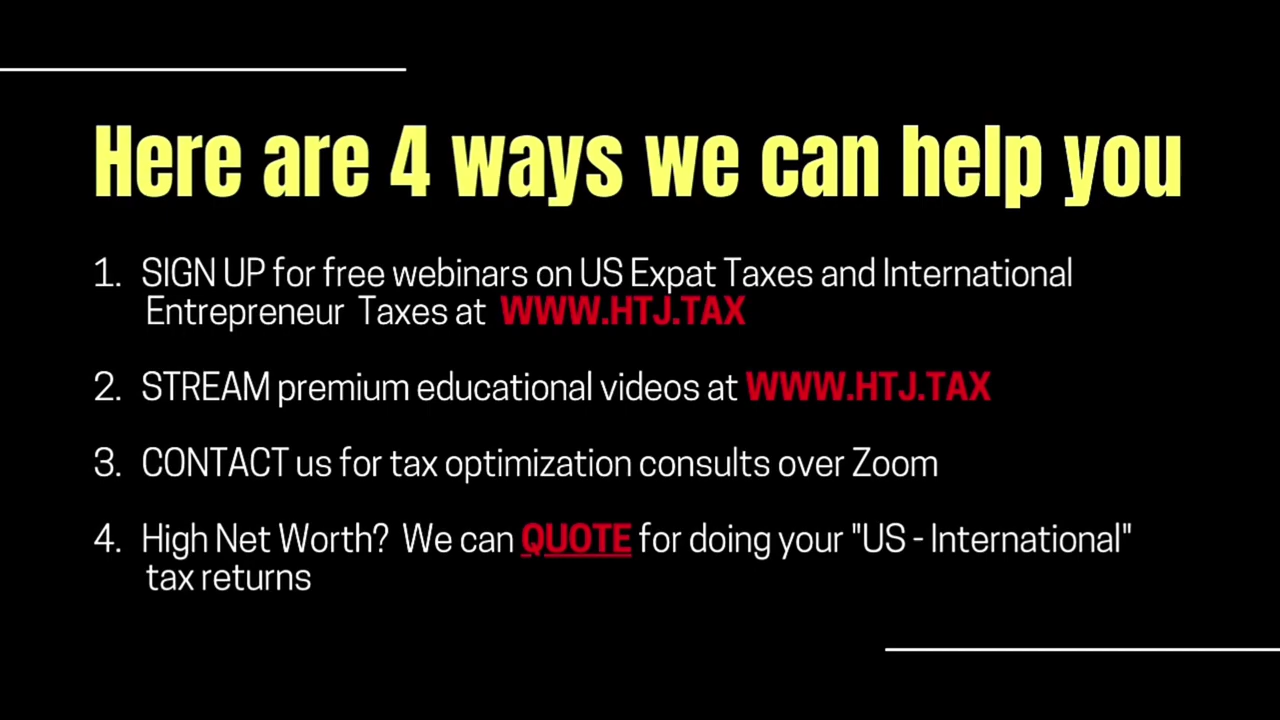 Here are 4 ways we can help you
1. SIGN UP for free webinars on US Expat Taxes and International
Entrepreneur Taxes at WWW.HTJ.TAX
2. STREAM premium educational videos at WWW.HTJ.TAX
3. CONTACT us for tax optimization consults over Zoom
4. High Net Worth? We can QUOTE for doing your "US - International"
tax returns